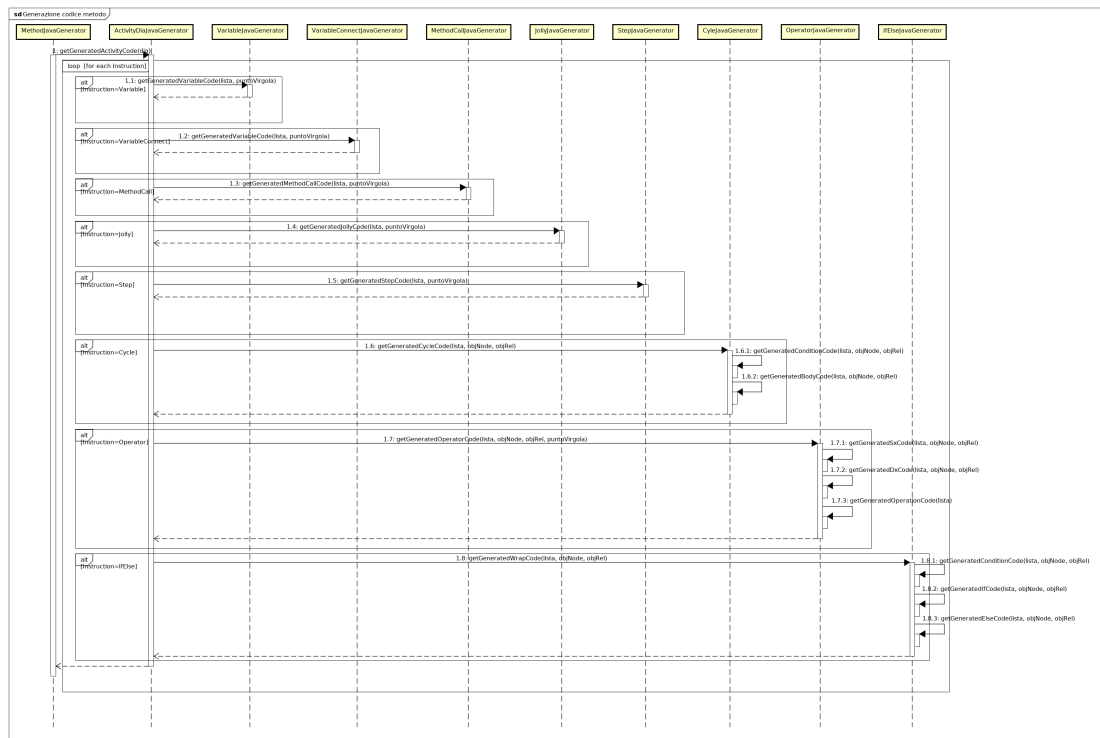 sd Generazione codice metodo
MethodJavaGenerator
ActivityDiaJavaGenerator
VariableJavaGenerator
VariableConnectJavaGenerator
MethodCallJavaGenerator
JollyJavaGenerator
StepJavaGenerator
CyleJavaGenerator
OperatorJavaGenerator
IfElseJavaGenerator
1: getGeneratedActivityCode(dia)
loop [for each Instruction]
alt
[Instruction=Variable]
1.1: getGeneratedVariableCode(lista, puntoVirgola)
alt
[Instruction=VariableConnect]
1.2: getGeneratedVariableCode(lista, puntoVirgola)
alt
[Instruction=MethodCall]
1.3: getGeneratedMethodCallCode(lista, puntoVirgola)
alt
[Instruction=Jolly]
1.4: getGeneratedJollyCode(lista, puntoVirgola)
alt
[Instruction=Step]
1.5: getGeneratedStepCode(lista, puntoVirgola)
alt
[Instruction=Cycle]
1.6: getGeneratedCycleCode(lista, objNode, objRel)
1.6.1: getGeneratedConditionCode(lista, objNode, objRel)
1.6.2: getGeneratedBodyCode(lista, objNode, objRel)
alt
[Instruction=Operator]
1.7: getGeneratedOperatorCode(lista, objNode, objRel, puntoVirgola)
1.7.1: getGeneratedSxCode(lista, objNode, objRel)
1.7.2: getGeneratedDxCode(lista, objNode, objRel)
1.7.3: getGeneratedOperationCode(lista)
alt
[Instruction=IfElse]
1.8: getGeneratedWrapCode(lista, objNode, objRel)
1.8.1: getGeneratedConditionCode(lista, objNode, objRel)
1.8.2: getGeneratedIfCode(lista, objNode, objRel)
1.8.3: getGeneratedElseCode(lista, objNode, objRel)